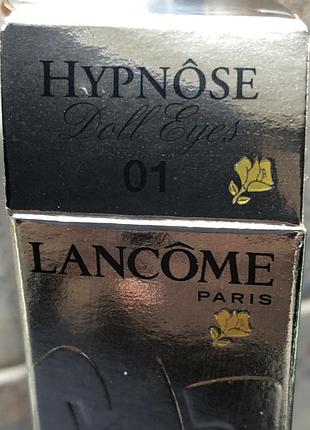 HYPNÔSE
Doll Eyes
01
LANCÔME
PARIS